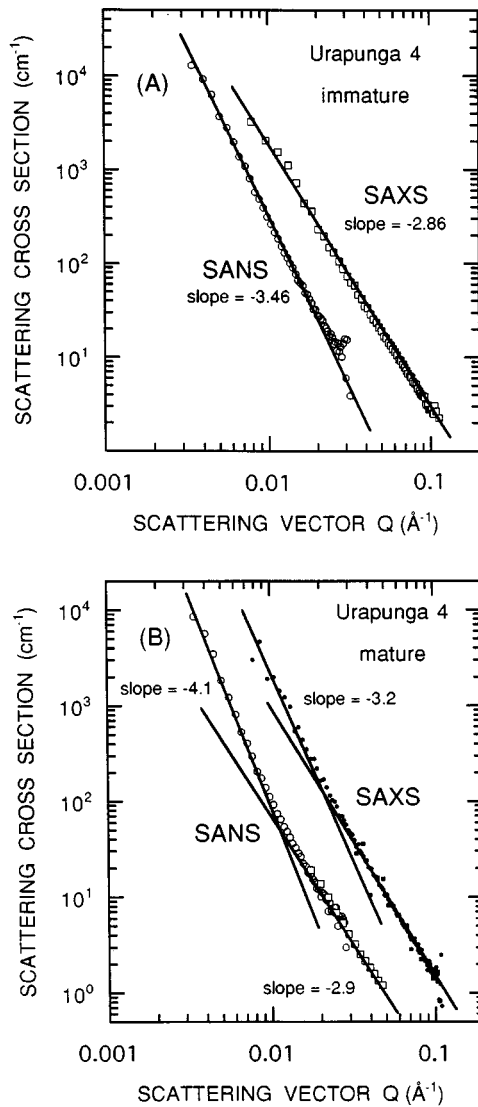 (A)
Urapunga 4
immature
SAXS
slope = -2.86
SANS
slope = -3.46
SCATTERING CROSS SECTION (cm⁻¹)
10⁴
10³
10²
10¹
0.001
0.01
0.1
SCATTERING VECTOR Q (Å⁻¹)
(B)
Urapunga 4
mature
slope = -4.1
slope = -3.2
SAXS
SANS
slope = -2.9
SCATTERING CROSS SECTION (cm⁻¹)
10⁴
10³
10²
10¹
10⁰
0.001
0.01
0.1
SCATTERING VECTOR Q (Å⁻¹)